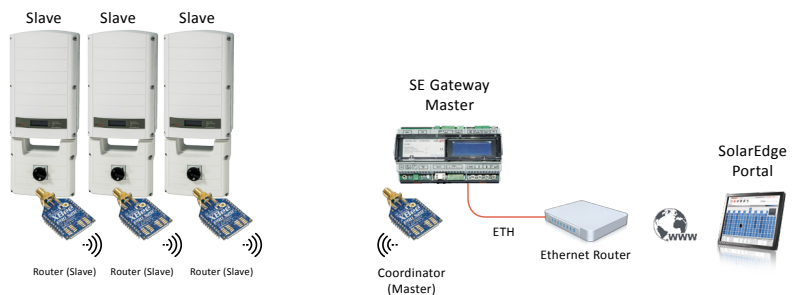 Slave
Slave
Slave
SE Gateway
Master
SolarEdge
Portal
ETH
Ethernet Router
www
Router (Slave)
Router (Slave)
Router (Slave)
Coordinator
(Master)